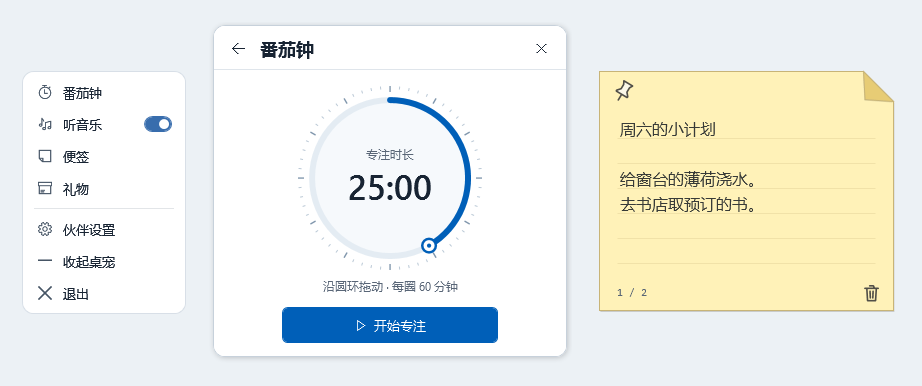 番茄钟
听音乐
便签
礼物
伙伴设置
收起桌宠
退出
番茄钟
专注时长
25:00
沿圆环拖动 · 每圈 60 分钟
开始专注
周六的小计划
给窗台的薄荷浇水。
去书店取预订的书。
1 / 2